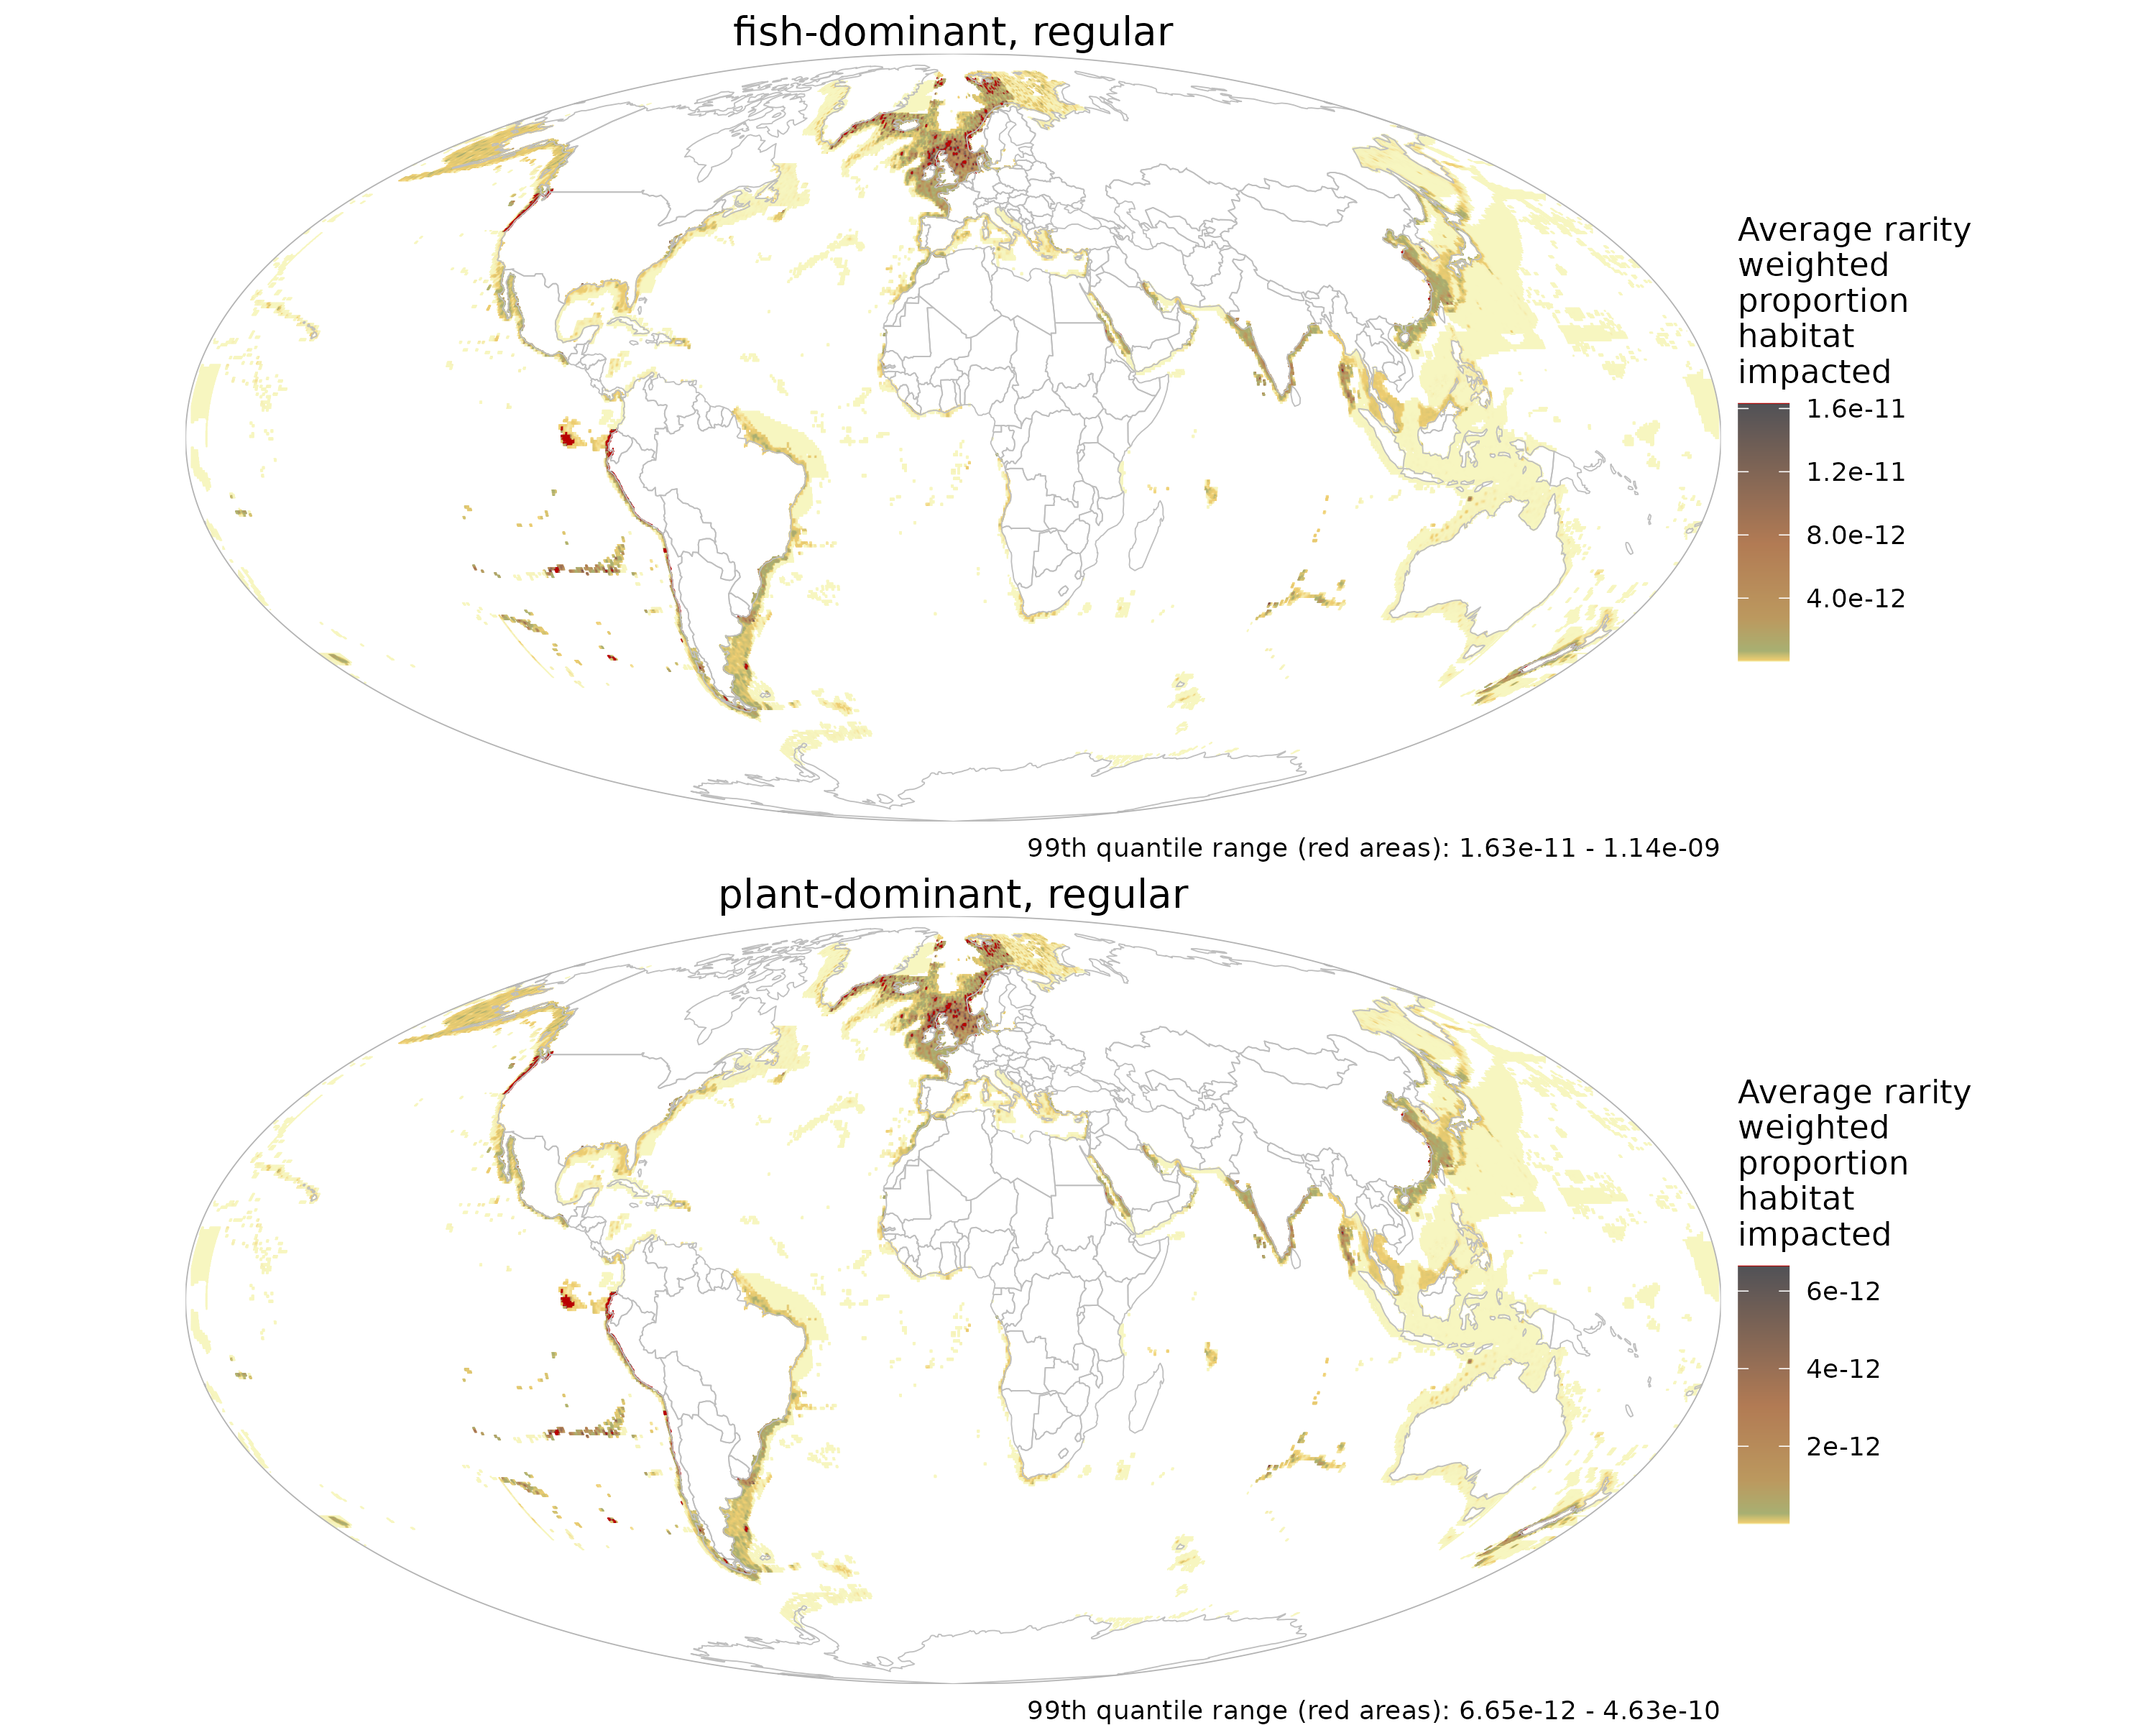 fish-dominant, regular
Average rarity
weighted
proportion
habitat
impacted
1.6e-11
1.2e-11
8.0e-12
4.0e-12
99th quantile range (red areas): 1.63e-11 - 1.14e-09
plant-dominant, regular
Average rarity
weighted
proportion
habitat
impacted
6e-12
4e-12
2e-12
99th quantile range (red areas): 6.65e-12 - 4.63e-10